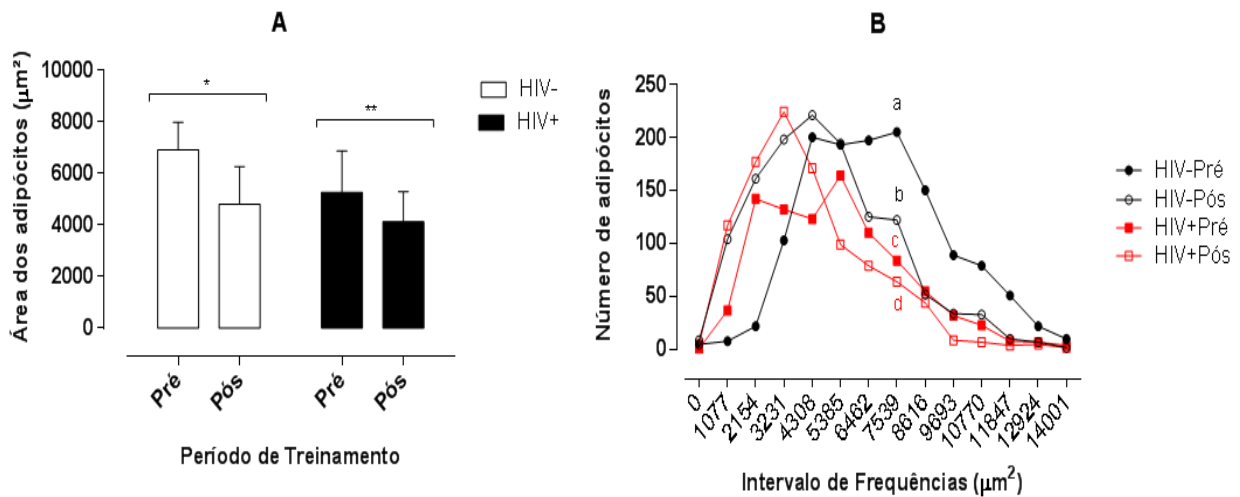 A
Área dos adipócitos (µm²)
10000
8000
6000
4000
2000
0
*
**
HIV-
HIV+
Pré
Pós
Pré
Pós
Período de Treinamento
B
Número de adipócitos
250
200
150
100
50
0
a
b
c
d
HIV-Pré
HIV-Pós
HIV+Pré
HIV+Pós
0
1077
2154
3231
4308
5385
6462
7539
8616
9693
10770
11847
12924
14001
Intervalo de Frequências (µm²)